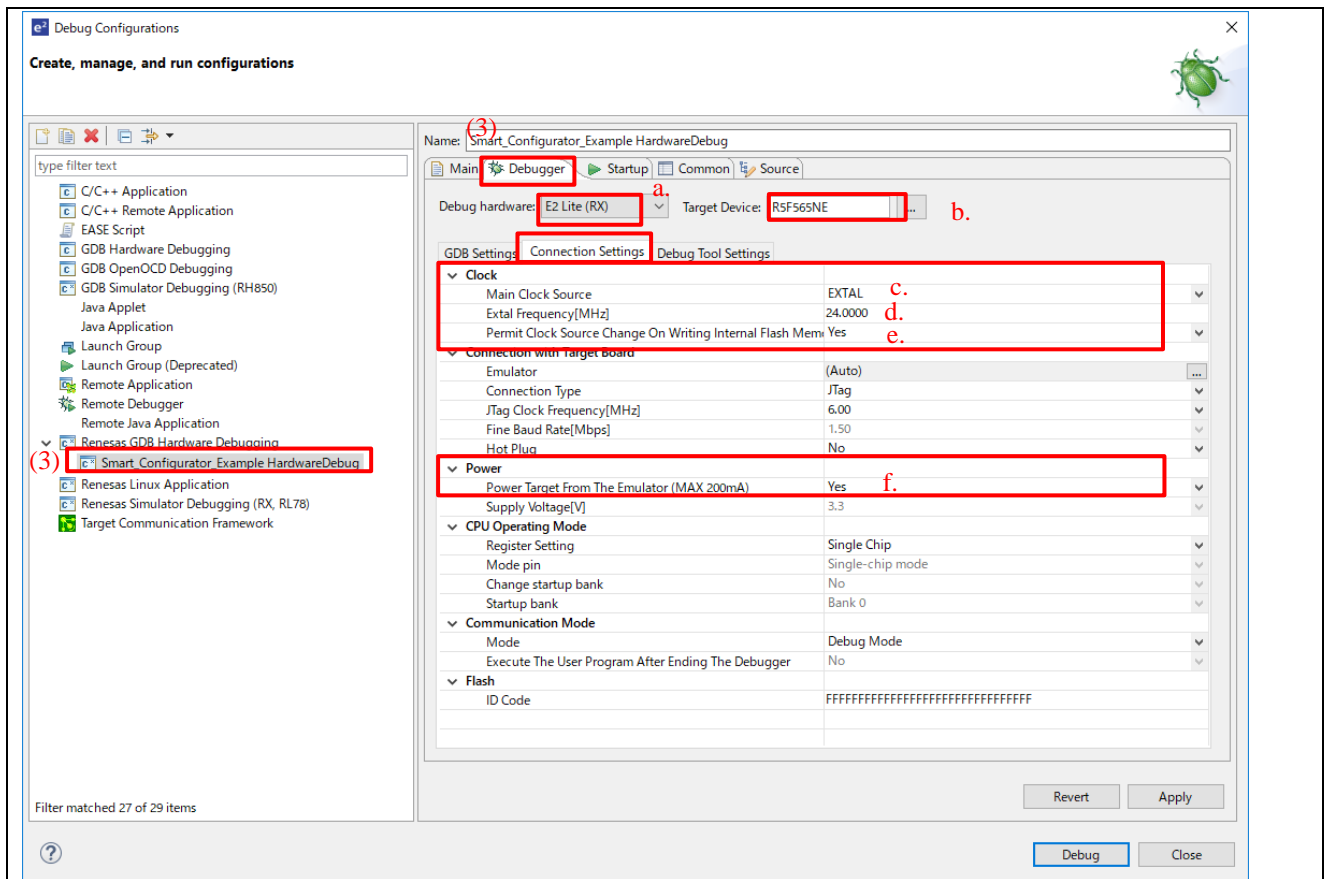 e² Debug Configurations
Create, manage, and run configurations
type filter text
C/C++ Application
C/C++ Remote Application
EASE Script
GDB Hardware Debugging
GDB OpenOCD Debugging
GDB Simulator Debugging (RH850)
Java Applet
Java Application
Launch Group
Launch Group (Deprecated)
Remote Application
Remote Debugger
Remote Java Application
Renesas GDB Hardware Debugging
(3) Smart_Configurator_Example HardwareDebug
Renesas Linux Application
Renesas Simulator Debugging (RX, RL78)
Target Communication Framework
Filter matched 27 of 29 items
(3)
Name: Smart_Configurator_Example HardwareDebug
Main Debugger Startup Common Source
a.
Debug hardware: E2 Lite (RX) Target Device: R5F565NE ... b.
GDB Settings Connection Settings Debug Tool Settings
Clock
Main Clock Source EXTAL c.
Extal Frequency[MHz] 24.0000 d.
Permit Clock Source Change On Writing Internal Flash Mem Yes e.
Connection with Target Board
Emulator (Auto) ...
Connection Type JTag
JTag Clock Frequency[MHz] 6.00
Fine Baud Rate[Mbps] 1.50
Hot Plug No
Power
Power Target From The Emulator (MAX 200mA) Yes f.
Supply Voltage[V] 3.3
CPU Operating Mode
Register Setting Single Chip
Mode pin Single-chip mode
Change startup bank No
Startup bank Bank 0
Communication Mode
Mode Debug Mode
Execute The User Program After Ending The Debugger No
Flash
ID Code FFFFFFFFFFFFFFFFFFFFFFFFFFFFFFFF
Revert Apply
Debug Close